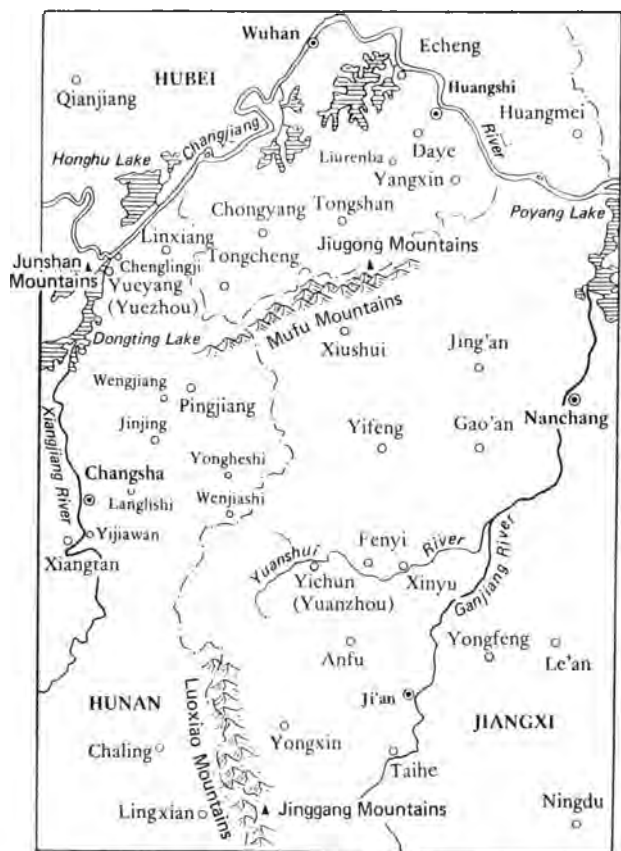 Wuhan
Echeng
HUBEI
Qianjiang
Huangshi
Huangmei
Changjiang
River
Honghu Lake
Daye
Liurenba
Yangxin
Poyang Lake
Chongyang
Tongshan
Linxiang
Jiugong Mountains
Junshan
Mountains
Chenglingji
Tongcheng
Yueyang
(Yuezhou)
Mufu Mountains
Dongting Lake
Xiushui
Jing'an
Wengjiang
Pingjiang
Nanchang
Jinjing
Yifeng
Gao'an
Xiangjiang River
Yongheshi
Changsha
Langlishi
Wenjiashi
Yijiawan
Xiangtan
Yuanshui
Fenyi
River
Ganjiang River
Yichun
(Yuanzhou)
Xinyu
Anfu
Yongfeng
Le'an
Luoxiao Mountains
HUNAN
Ji'an
JIANGXI
Chaling
Yongxin
Taihe
Lingxian
Jinggang Mountains
Ningdu